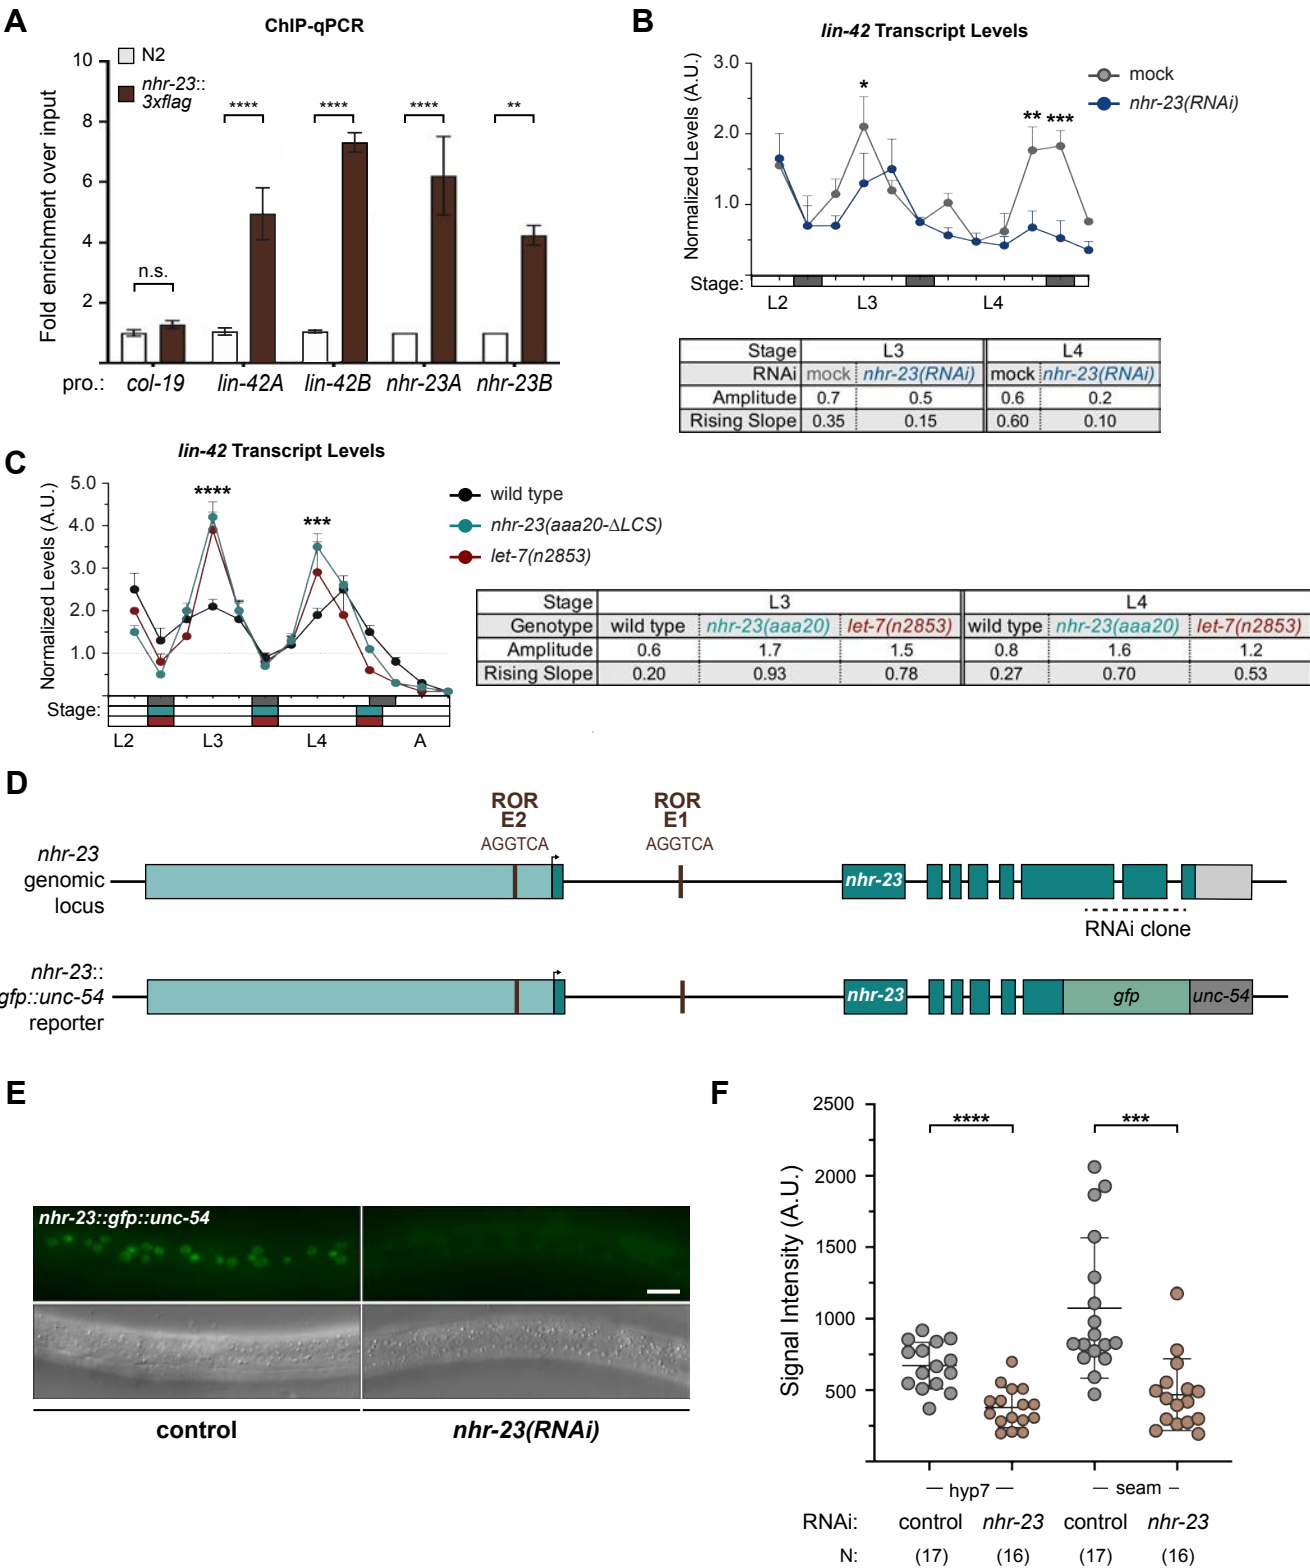 A
ChIP-qPCR
N2
nhr-23::
3xflag
Fold enrichment over input
10
8
6
4
2
n.s.
****
****
****
**
pro.: col-19 lin-42A lin-42B nhr-23A nhr-23B
B
lin-42 Transcript Levels
Normalized Levels (A.U.)
3.0
2.0
1.0
*
** ***
mock
nhr-23(RNAi)
Stage:
L2 L3 L4
Stage L3 L4
RNAi mock nhr-23(RNAi) mock nhr-23(RNAi)
Amplitude 0.7 0.5 0.6 0.2
Rising Slope 0.35 0.15 0.60 0.10
C
lin-42 Transcript Levels
Normalized Levels (A.U.)
5.0
4.0
3.0
2.0
1.0
****
***
wild type
nhr-23(aaa20-ΔLCS)
let-7(n2853)
Stage:
L2 L3 L4 A
Stage L3 L4
Genotype wild type nhr-23(aaa20) let-7(n2853) wild type nhr-23(aaa20) let-7(n2853)
Amplitude 0.6 1.7 1.5 0.8 1.6 1.2
Rising Slope 0.20 0.93 0.78 0.27 0.70 0.53
D
ROR
E2
AGGTCA
ROR
E1
AGGTCA
nhr-23
genomic
locus
nhr-23
RNAi clone
nhr-23::
gfp::unc-54
reporter
nhr-23 gfp unc-54
E
nhr-23::gfp::unc-54
control nhr-23(RNAi)
F
Signal Intensity (A.U.)
2500
2000
1500
1000
500
****
***
hyp7 seam
RNAi: control nhr-23 control nhr-23
N: (17) (16) (17) (16)